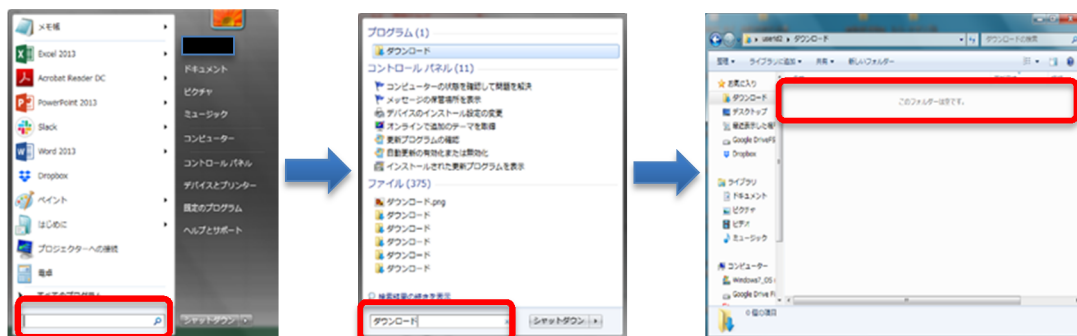 メモ帳
Excel 2013
Acrobat Reader DC
PowerPoint 2013
Slack
Word 2013
Dropbox
ペイント
はじめに
プロジェクターへの接続
電卓
すべてのプログラム
ドキュメント
ピクチャ
ミュージック
コンピューター
コントロール パネル
デバイスとプリンター
既定のプログラム
ヘルプとサポート
シャットダウン
プログラム (1)
ダウンロード
コントロール パネル (11)
コンピューターの状態を確認して問題を解決
メッセージの保管場所を表示
デバイスのインストール設定の変更
オンラインで追加のテーマを取得
更新プログラムの確認
自動更新の有効化または無効化
インストールされた更新プログラムを表示
ファイル (375)
ダウンロード.png
ダウンロード
ダウンロード
ダウンロード
ダウンロード
ダウンロード
検索結果の続きを表示
ダウンロード
シャットダウン
ダウンロード
ダウンロードの検索
整理
ライブラリに追加
共有
新しいフォルダー
お気に入り
ダウンロード
デスクトップ
最近表示した場
Google DriveFS
Dropbox
ライブラリ
ドキュメント
ピクチャ
ビデオ
ミュージック
コンピューター
Windows7_OS
Google Drive F
このフォルダーは空です。
0 個の項目